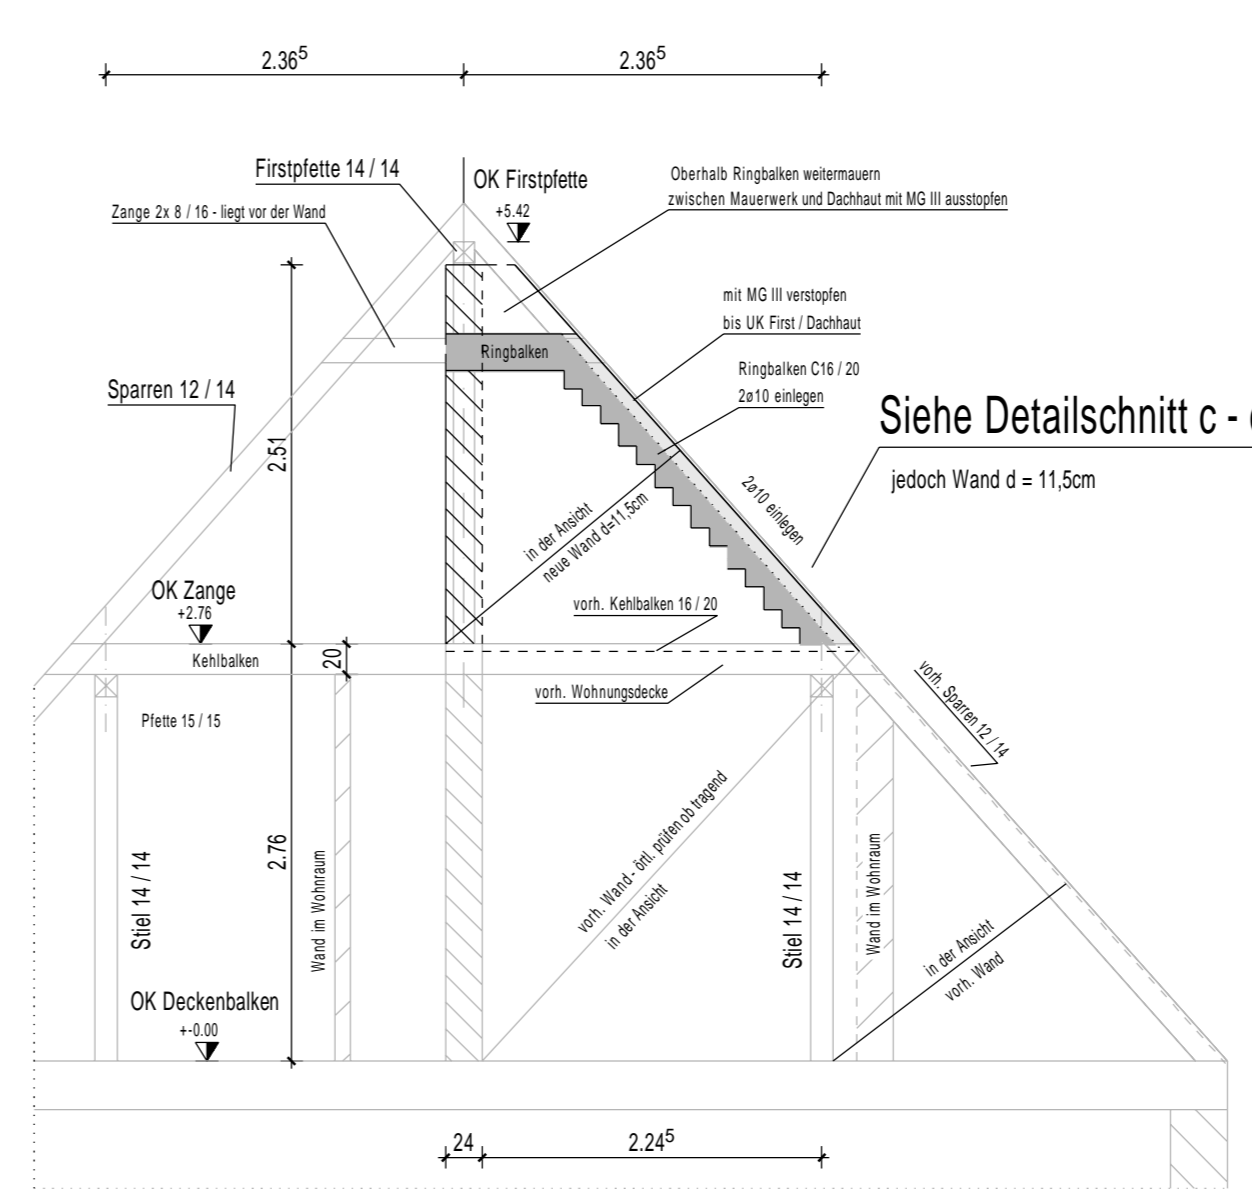 2.36⁵
2.36⁵
Firstpfette 14 / 14
OK Firstpfette
+5.42
Zange 2x 8 / 16 - liegt vor der Wand
Oberhalb Ringbalken weitermauern
zwischen Mauerwerk und Dachhaut mit MG III ausstopfen
mit MG III verstopfen
bis UK First / Dachhaut
Ringbalken
Ringbalken C16 / 20
2ø10 einlegen
Sparren 12 / 14
Siehe Detailschnitt c -
jedoch Wand d = 11,5cm
2.51
2ø10 einlegen
in der Ansicht
neue Wand d=11,5cm
OK Zange
+2.76
vorh. Kehlbalken 16 / 20
Kehlbalken
20
vorh. Wohnungsdecke
vorh. Sparren 12 / 14
Pfette 15 / 15
2.76
Stiel 14 / 14
Wand im Wohnraum
vorh. Wand - örtl. prüfen ob tragend
in der Ansicht
Stiel 14 / 14
Wand im Wohnraum
in der Ansicht
vorh. Wand
OK Deckenbalken
+-0.00
24
2.24⁵